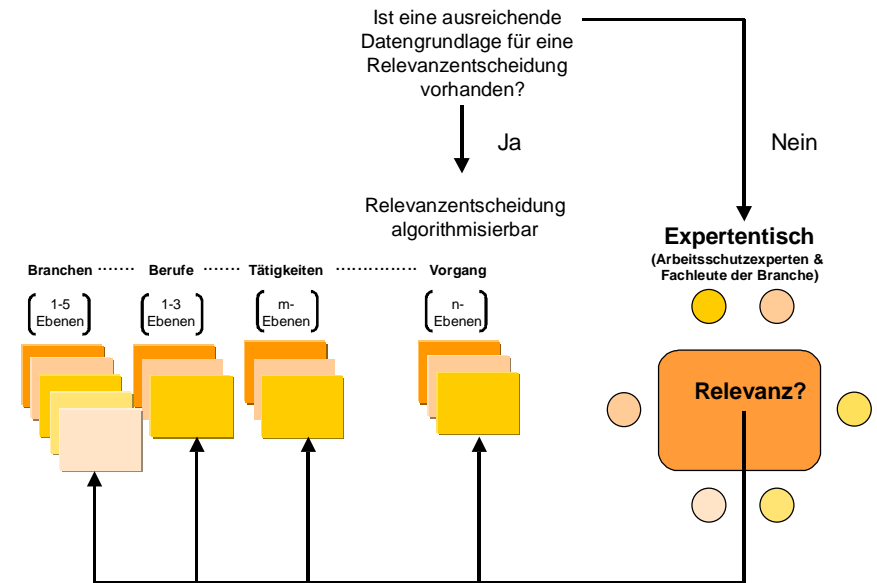 Ist eine ausreichende
Datengrundlage für eine
Relevanzentscheidung
vorhanden?
Ja
Nein
Relevanzentscheidung
algorithmisierbar
Expertentisch
(Arbeitsschutzexperten &
Fachleute der Branche)
Branchen ······· Berufe ······ Tätigkeiten ·············· Vorgang
1-5
Ebenen
1-3
Ebenen
m-
Ebenen
n-
Ebenen
Relevanz?